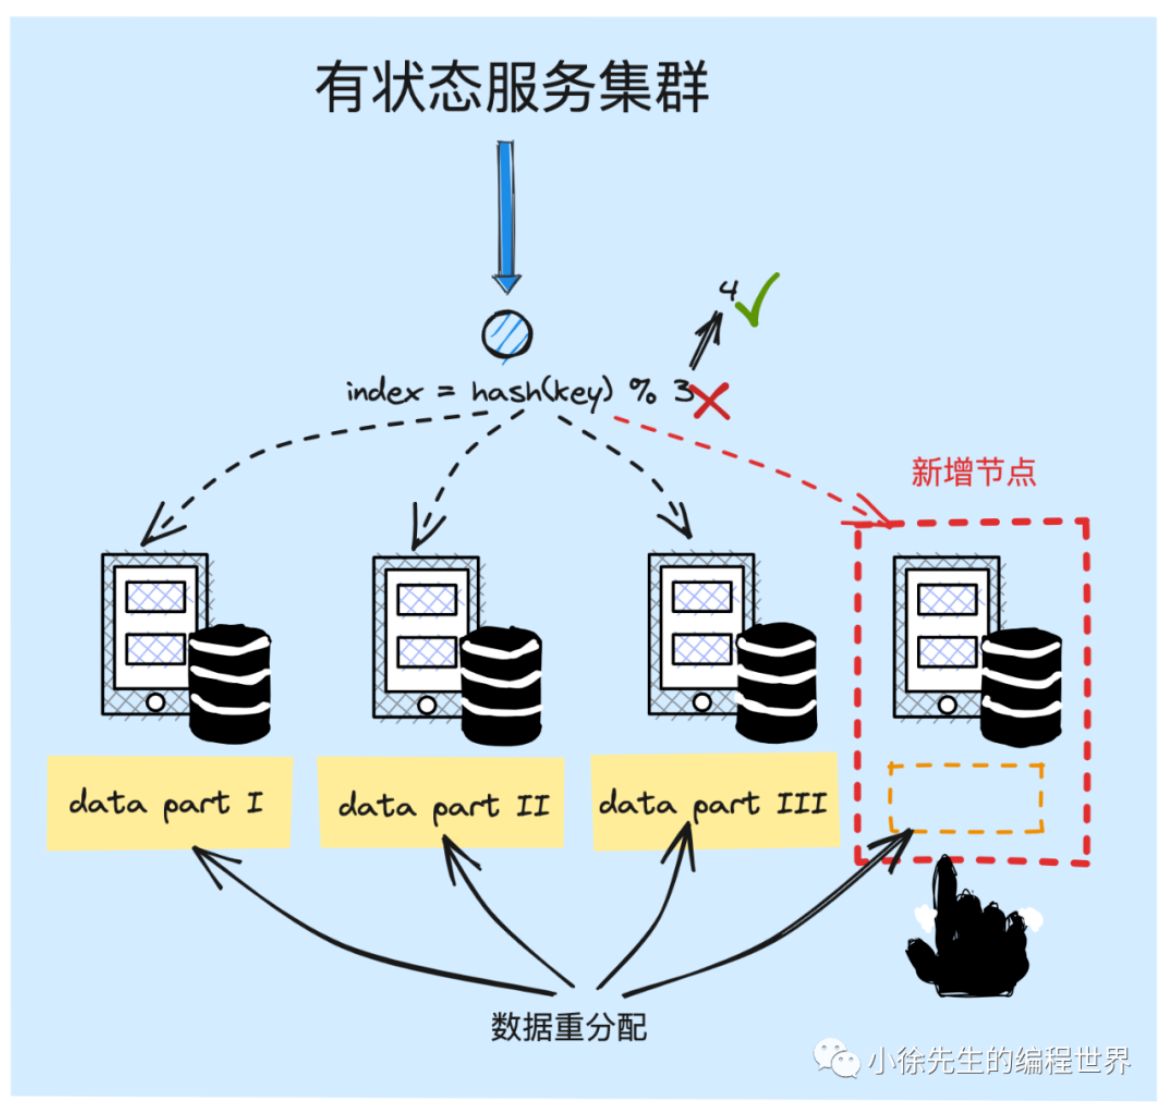 有状态服务集群
4
index = hash(key) % 3
新增节点
data part I
data part II
data part III
数据重分配
小徐先生的编程世界